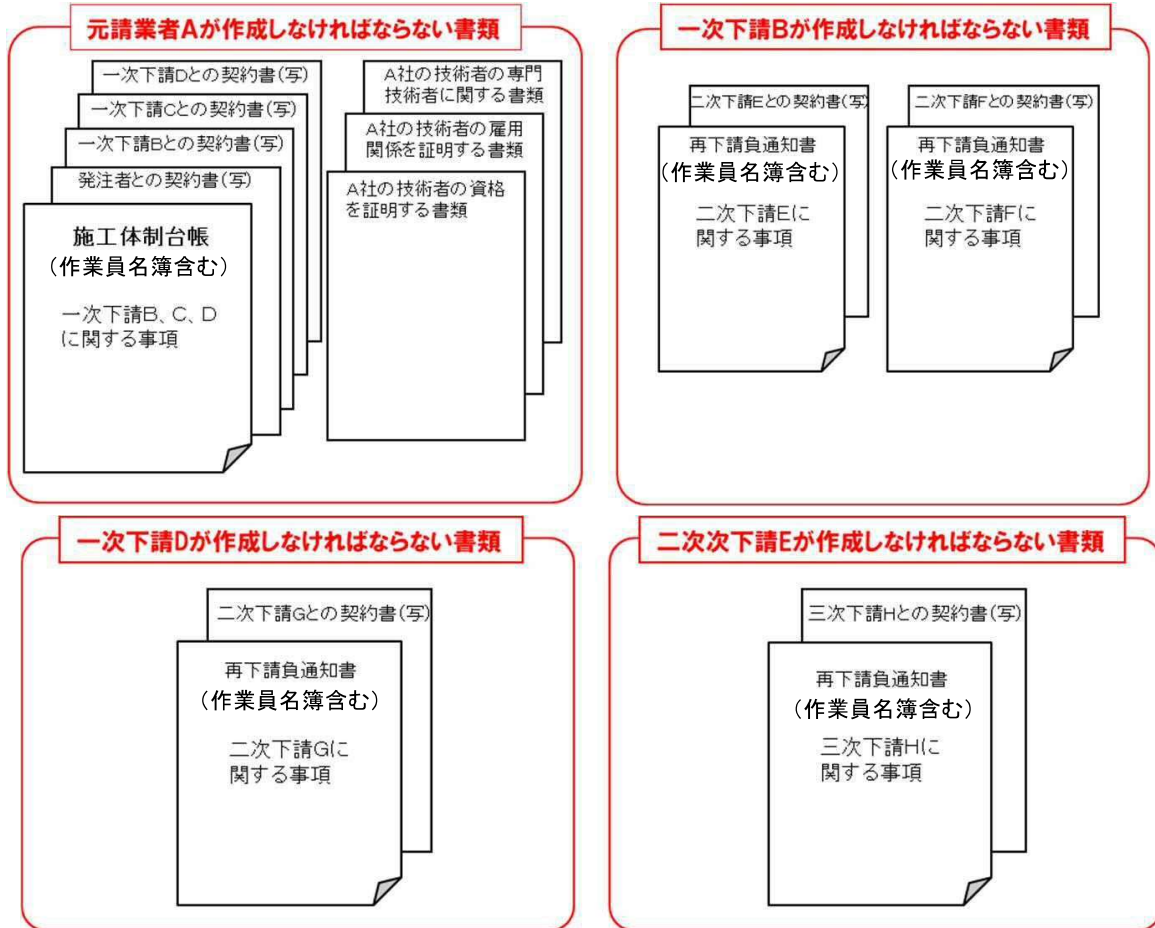 元請業者Aが作成しなければならない書類
一次下請Dとの契約書(写)
一次下請Cとの契約書(写)
一次下請Bとの契約書(写)
発注者との契約書(写)
施工体制台帳
(作業員名簿含む)
一次下請B、C、D
に関する事項
A社の技術者の専門
技術者に関する書類
A社の技術者の雇用
関係を証明する書類
A社の技術者の資格
を証明する書類
一次下請Bが作成しなければならない書類
二次下請Eとの契約書(写)
再下請負通知書
(作業員名簿含む)
二次下請Eに
関する事項
二次下請Fとの契約書(写)
再下請負通知書
(作業員名簿含む)
二次下請Fに
関する事項
一次下請Dが作成しなければならない書類
二次下請Gとの契約書(写)
再下請負通知書
(作業員名簿含む)
二次下請Gに
関する事項
二次次下請Eが作成しなければならない書類
三次下請Hとの契約書(写)
再下請負通知書
(作業員名簿含む)
三次下請Hに
関する事項